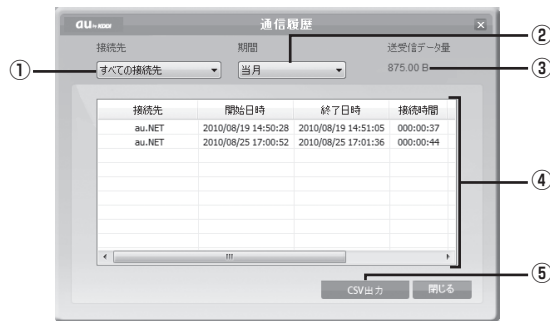 au by KDDI
通信履歴
接続先
期間
送受信データ量
①
すべての接続先
当月
875.00 B
②
③
接続先 開始日時 終了日時 接続時間
au.NET 2010/08/19 14:50:28 2010/08/19 14:51:05 000:00:37
au.NET 2010/08/25 17:00:52 2010/08/25 17:01:36 000:00:44
④
CSV出力
閉じる
⑤